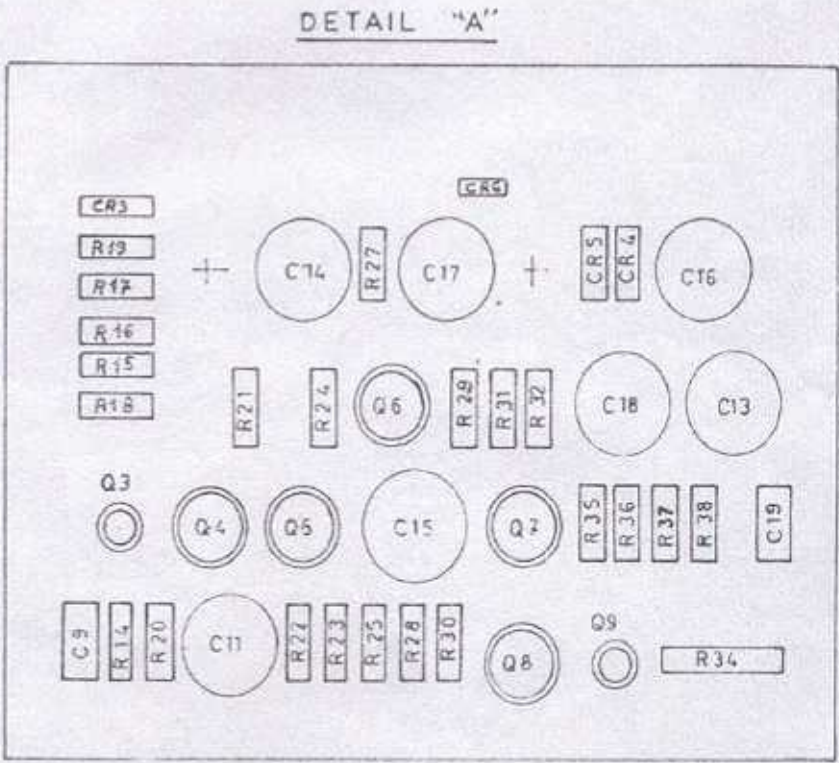 DETAIL "A"
CR6
CR3
R19
R17
R16
R15
R18
C14
R27
C17
CR5
CR4
C16
R21
R24
Q6
R29
R31
R32
C18
C13
Q3
Q4
Q5
C15
Q7
R35
R36
R37
R38
C19
C9
R14
R20
C11
R22
R23
R25
R28
R30
Q8
Q9
R34